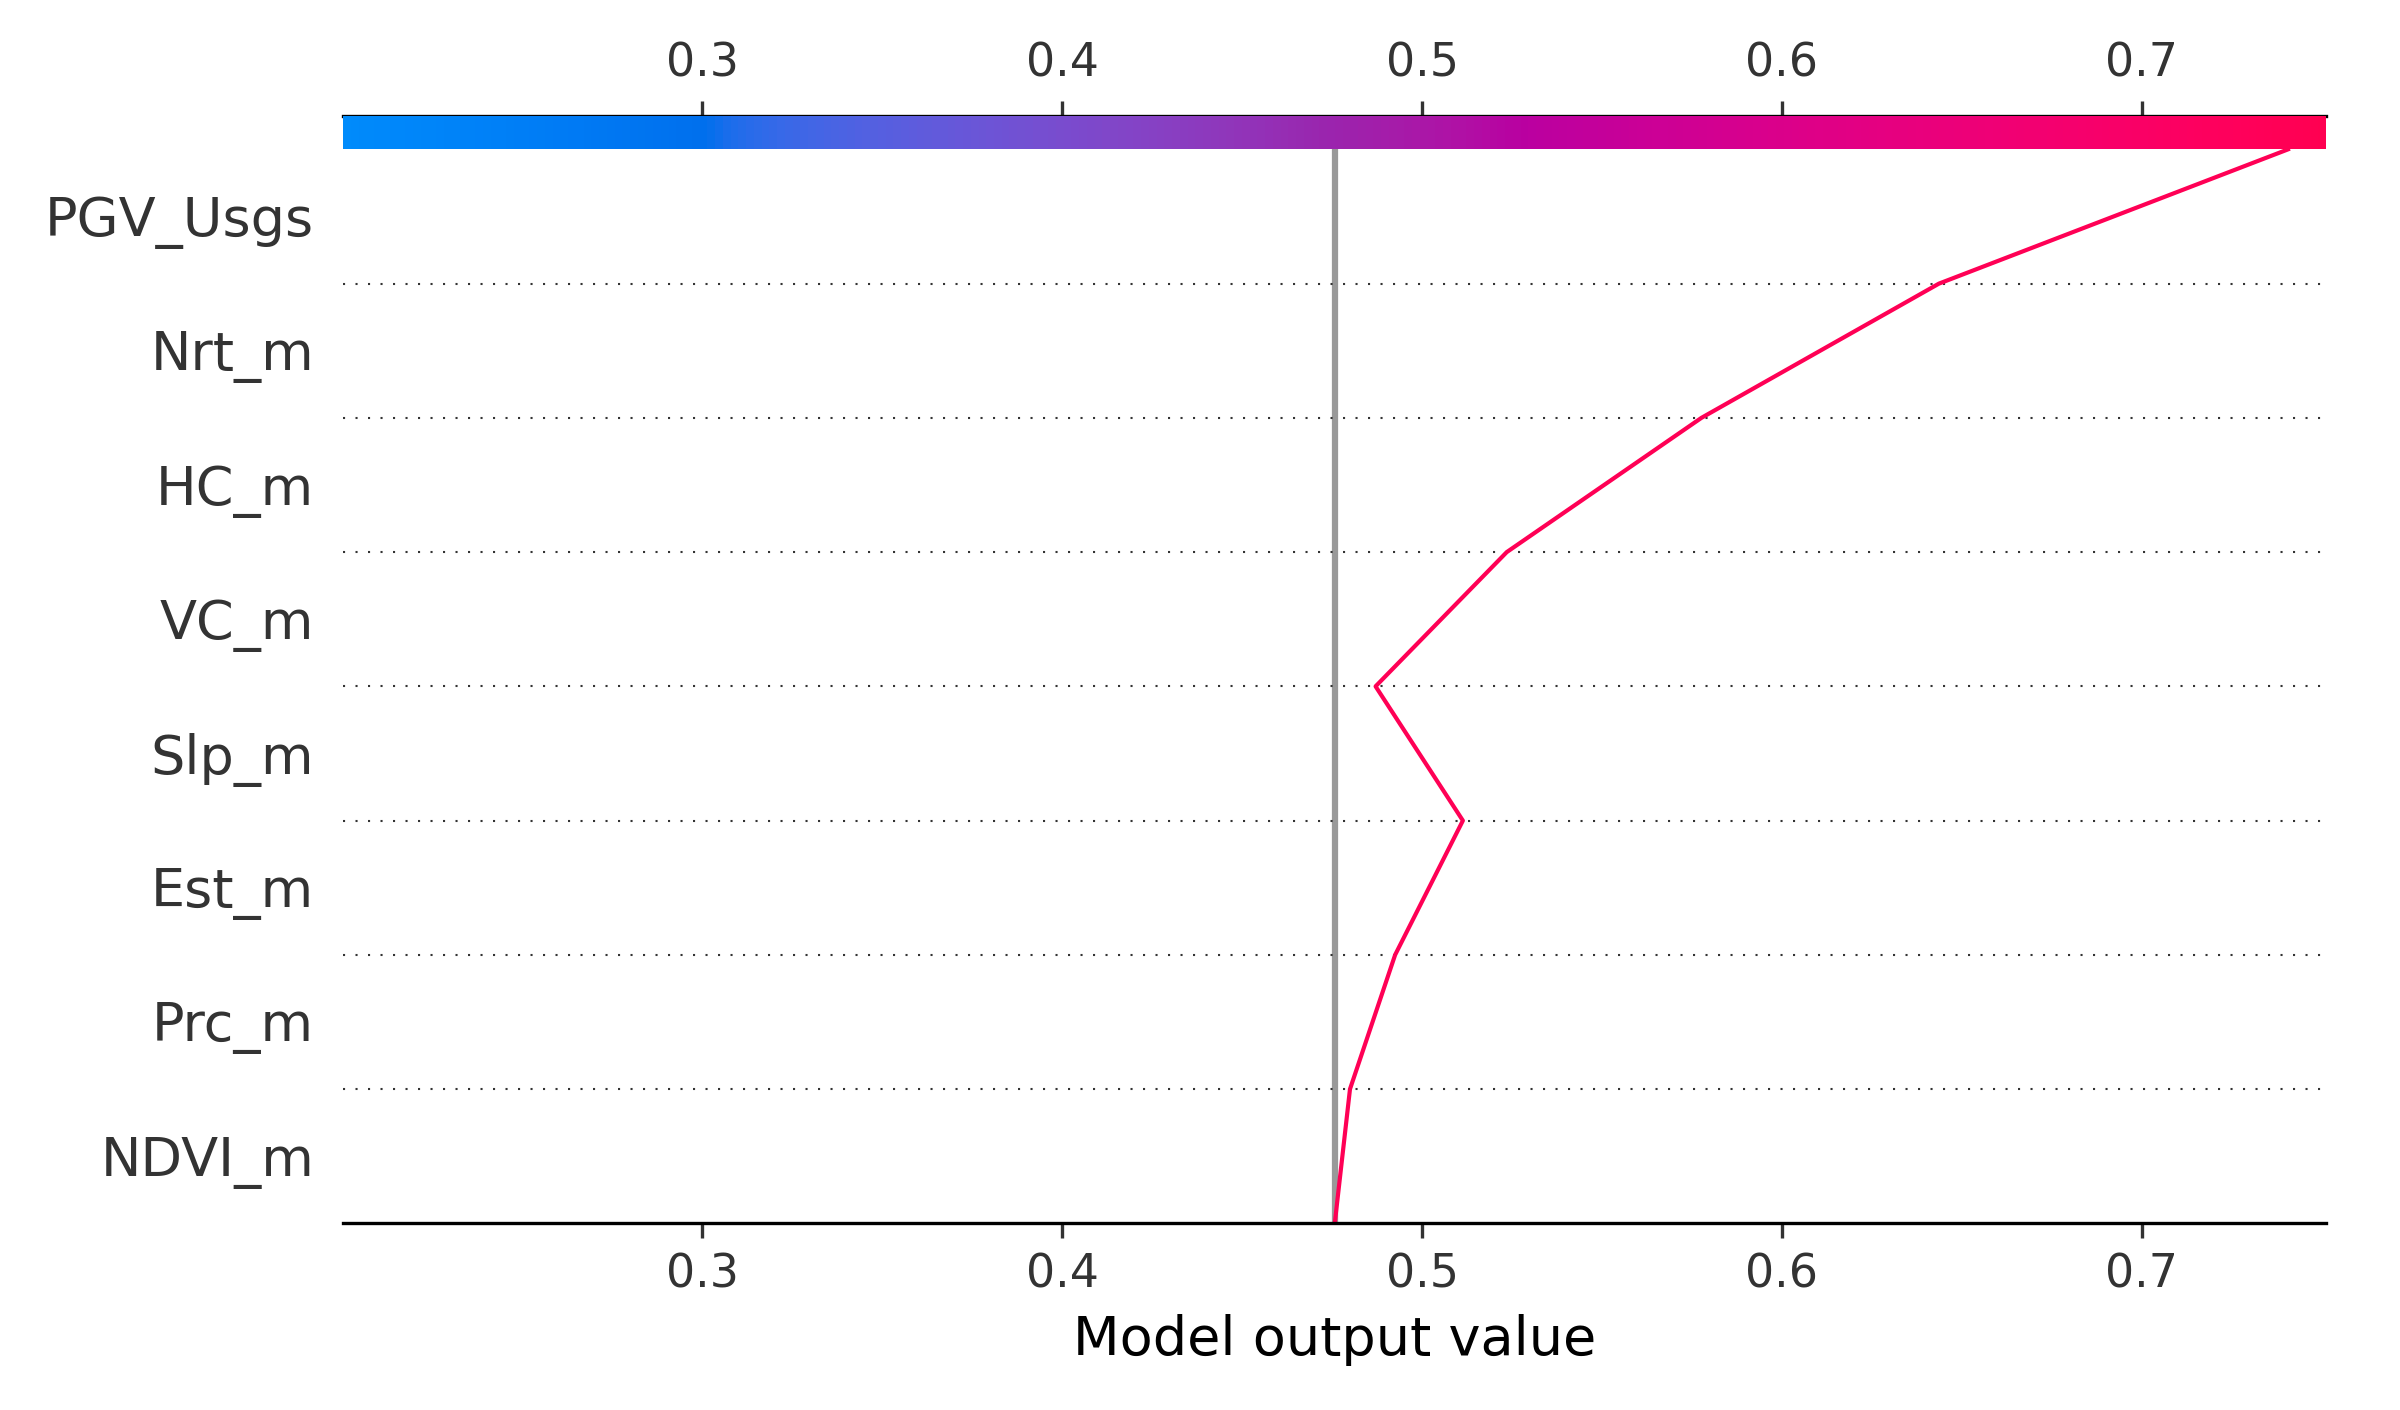 0.3 0.4 0.5 0.6 0.7
PGV_Usgs
Nrt_m
HC_m
VC_m
Slp_m
Est_m
Prc_m
NDVI_m
0.3 0.4 0.5 0.6 0.7
Model output value